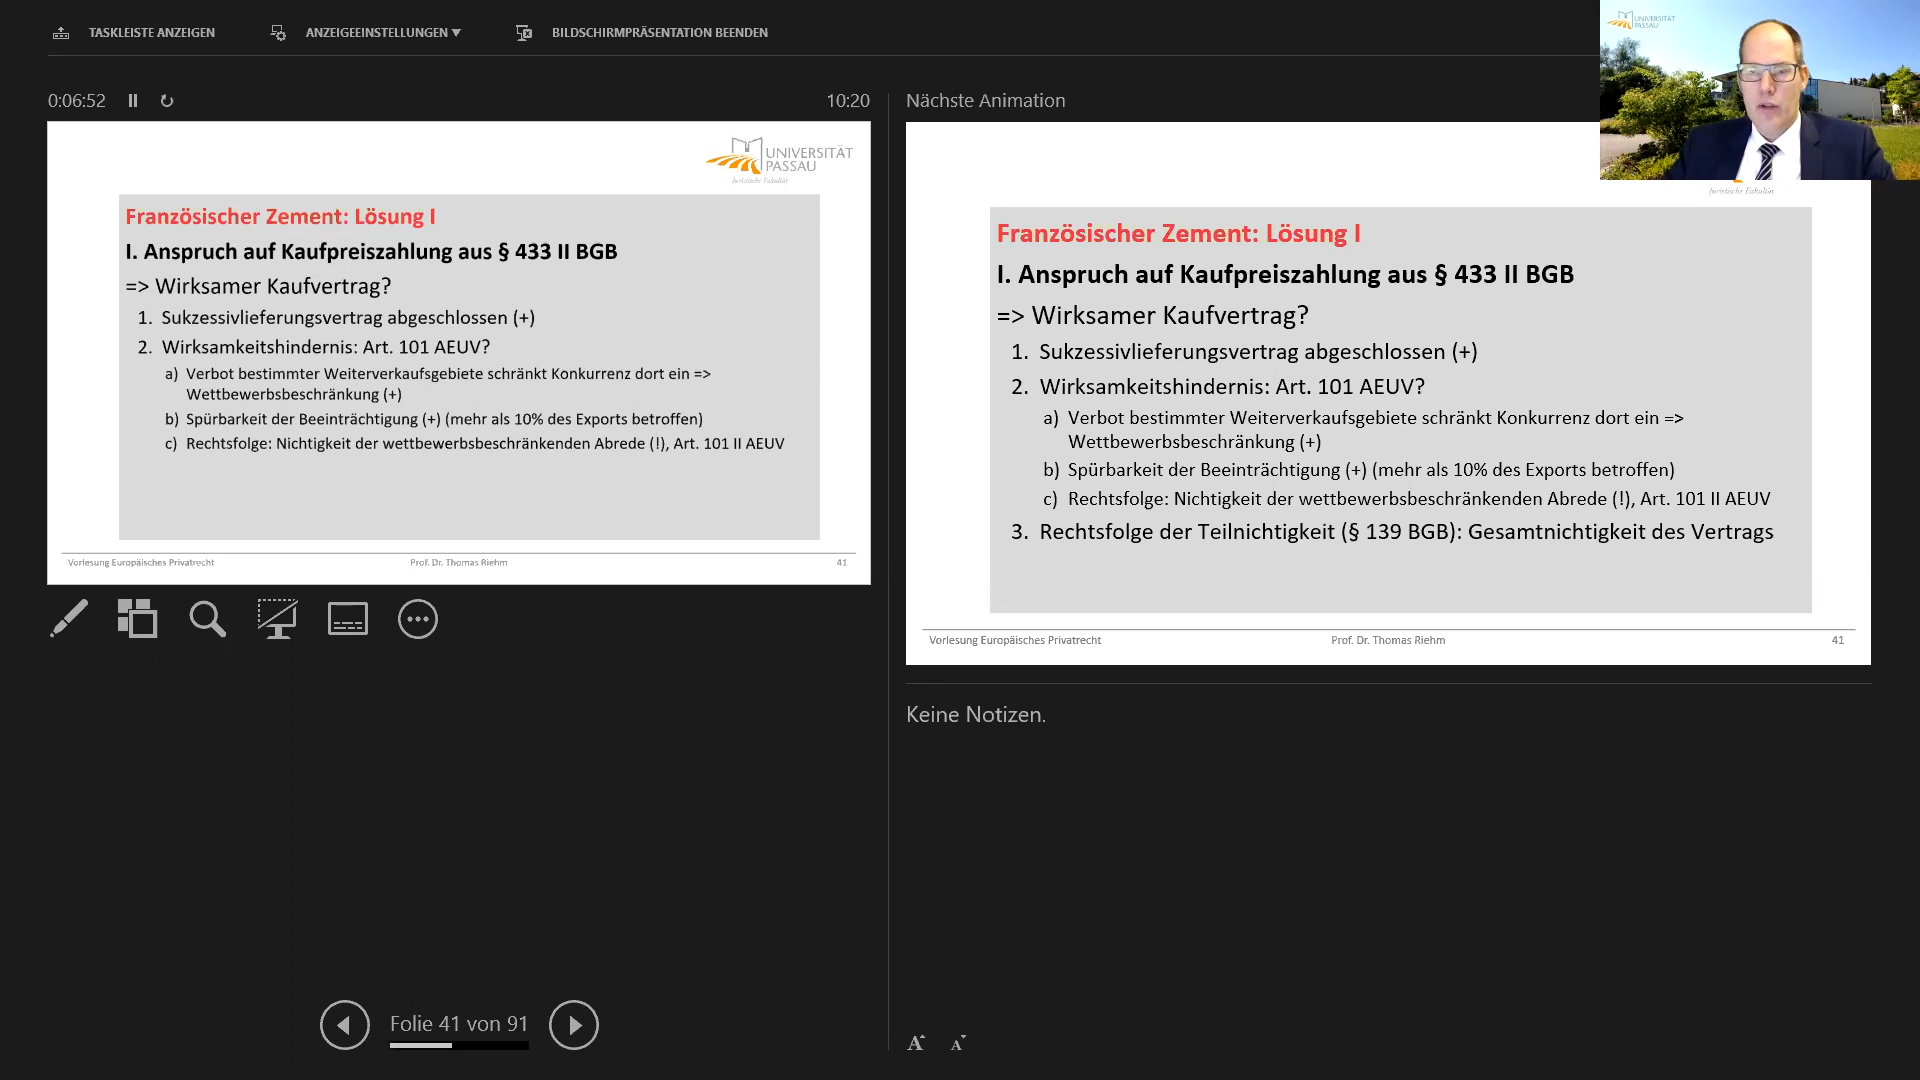 TASKLEISTE ANZEIGEN
ANZEIGEEINSTELLUNGEN ▼
BILDSCHIRMPRÄSENTATION BEENDEN
UNIVERSITÄT
PASSAU
0:06:52
10:20
UNIVERSITÄT
PASSAU
Juristische Fakultät
Französischer Zement: Lösung I
I. Anspruch auf Kaufpreiszahlung aus § 433 II BGB
=> Wirksamer Kaufvertrag?
1. Sukzessivlieferungsvertrag abgeschlossen (+)
2. Wirksamkeitshindernis: Art. 101 AEUV?
a) Verbot bestimmter Weiterverkaufsgebiete schränkt Konkurrenz dort ein =>
Wettbewerbsbeschränkung (+)
b) Spürbarkeit der Beeinträchtigung (+) (mehr als 10% des Exports betroffen)
c) Rechtsfolge: Nichtigkeit der wettbewerbsbeschränkenden Abrede (!), Art. 101 II AEUV
Vorlesung Europäisches Privatrecht
Prof. Dr. Thomas Riehm
41
Folie 41 von 91
Nächste Animation
Juristische Fakultät
Französischer Zement: Lösung I
I. Anspruch auf Kaufpreiszahlung aus § 433 II BGB
=> Wirksamer Kaufvertrag?
1. Sukzessivlieferungsvertrag abgeschlossen (+)
2. Wirksamkeitshindernis: Art. 101 AEUV?
a) Verbot bestimmter Weiterverkaufsgebiete schränkt Konkurrenz dort ein =>
Wettbewerbsbeschränkung (+)
b) Spürbarkeit der Beeinträchtigung (+) (mehr als 10% des Exports betroffen)
c) Rechtsfolge: Nichtigkeit der wettbewerbsbeschränkenden Abrede (!), Art. 101 II AEUV
3. Rechtsfolge der Teilnichtigkeit (§ 139 BGB): Gesamtnichtigkeit des Vertrags
Vorlesung Europäisches Privatrecht
Prof. Dr. Thomas Riehm
41
Keine Notizen.
A A